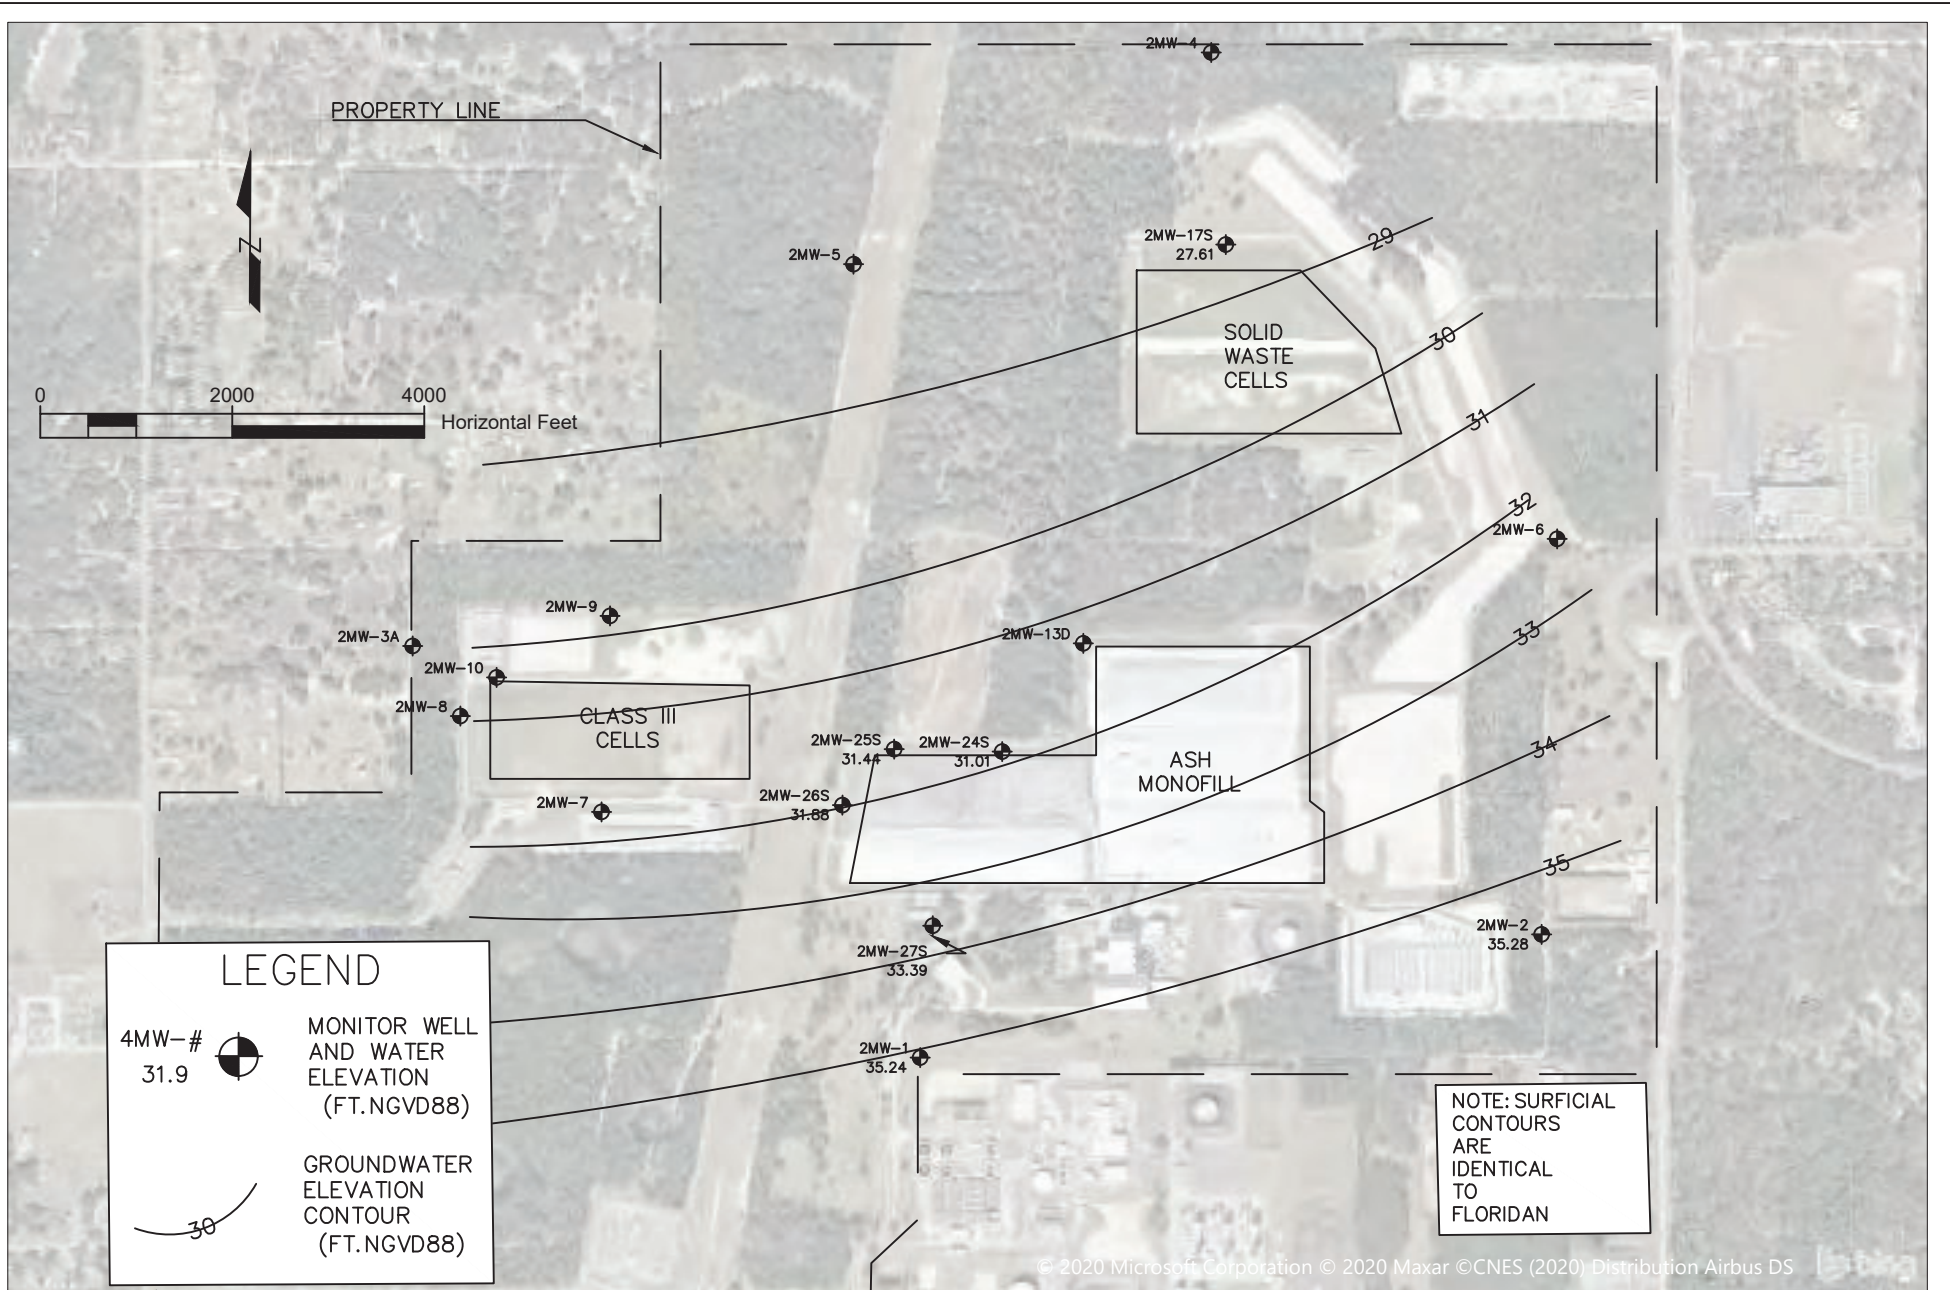 2MW-4
PROPERTY LINE
N
2MW-17S
27.61
29
2MW-5
SOLID
WASTE
CELLS
30
0 2000 4000
Horizontal Feet
31
32
2MW-6
2MW-9
2MW-3A
2MW-13D
33
2MW-10
2MW-8
CLASS III
CELLS
2MW-25S
31.44
2MW-24S
31.01
34
ASH
MONOFILL
2MW-7
2MW-26S
31.88
35
2MW-2
35.28
2MW-27S
33.39
2MW-1
35.24
LEGEND
4MW-#
31.9
MONITOR WELL
AND WATER
ELEVATION
(FT.NGVD88)
30
GROUNDWATER
ELEVATION
CONTOUR
(FT.NGVD88)
NOTE: SURFICIAL
CONTOURS
ARE
IDENTICAL
TO
FLORIDAN
© 2020 Microsoft Corporation © 2020 Maxar ©CNES (2020) Distribution Airbus DS